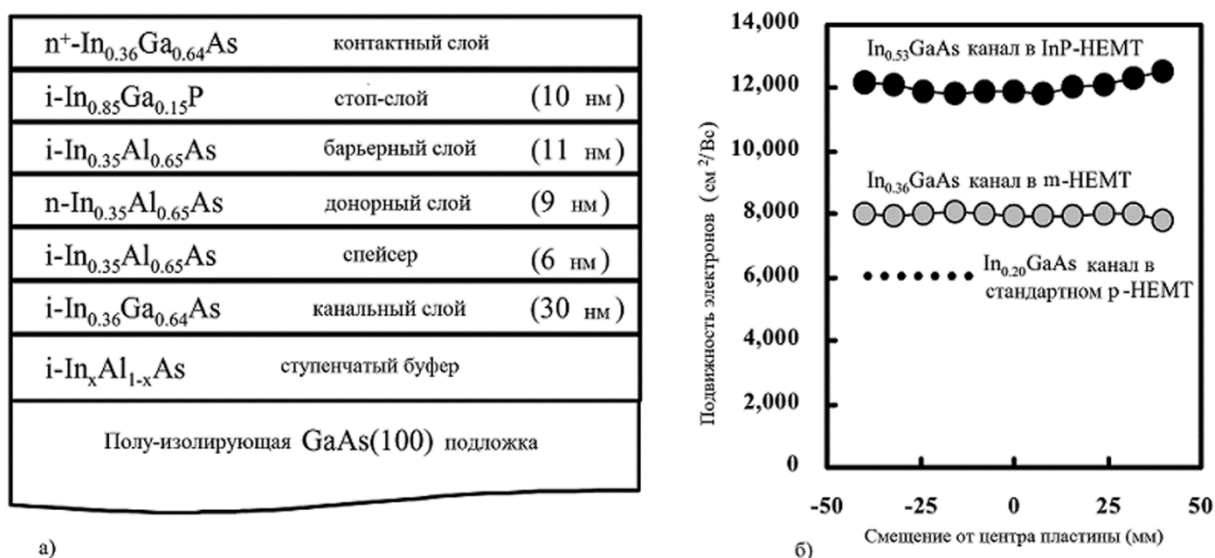 n⁺-In₀.₃₆Ga₀.₆₄As контактный слой
i-In₀.₈₅Ga₀.₁₅P стоп-слой (10 нм)
i-In₀.₃₅Al₀.₆₅As барьерный слой (11 нм)
n-In₀.₃₅Al₀.₆₅As донорный слой (9 нм)
i-In₀.₃₅Al₀.₆₅As спейсер (6 нм)
i-In₀.₃₆Ga₀.₆₄As канальный слой (30 нм)
i-InₓAl₁₋ₓAs ступенчатый буфер
Полу-изолирующая GaAs(100) подложка
а)
Подвижность электронов (см ²/Вс)
14,000
12,000
10,000
8,000
6,000
4,000
2,000
0
In₀.₅₃GaAs канал в InP-HEMT
In₀.₃₆GaAs канал в m-HEMT
In₀.₂₀GaAs канал в
стандартном p-HEMT
-50 -25 0 25 50
Смещение от центра пластины (мм)
б)